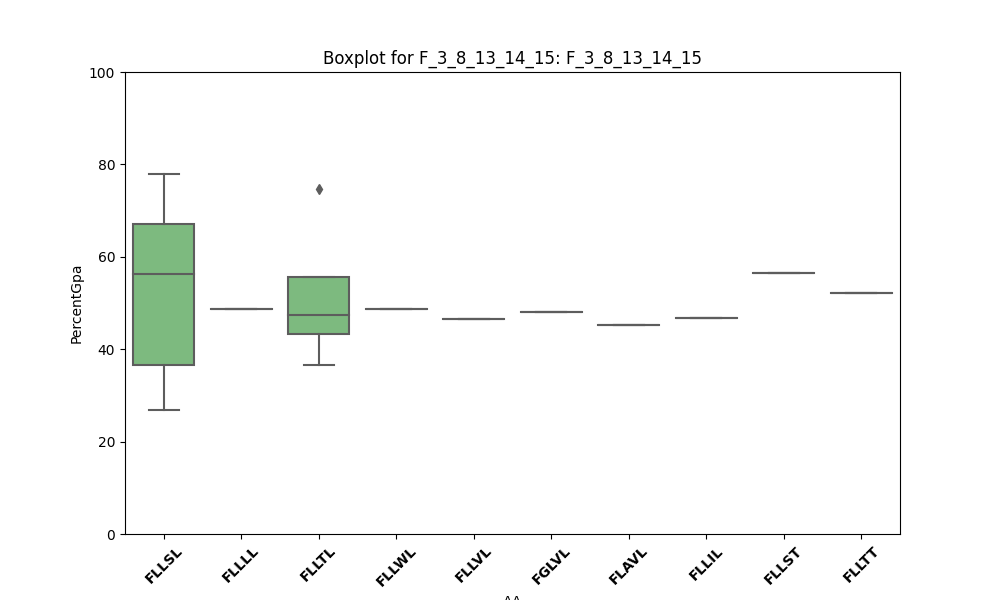 Boxplot for F_3_8_13_14_15: F_3_8_13_14_15
100
80
60
40
20
0
PercentGpa
FLLSL FLLLL FLLTL FLLWL FLLVL FGLVL FLAVL FLLIL FLLST FLLTT
AA